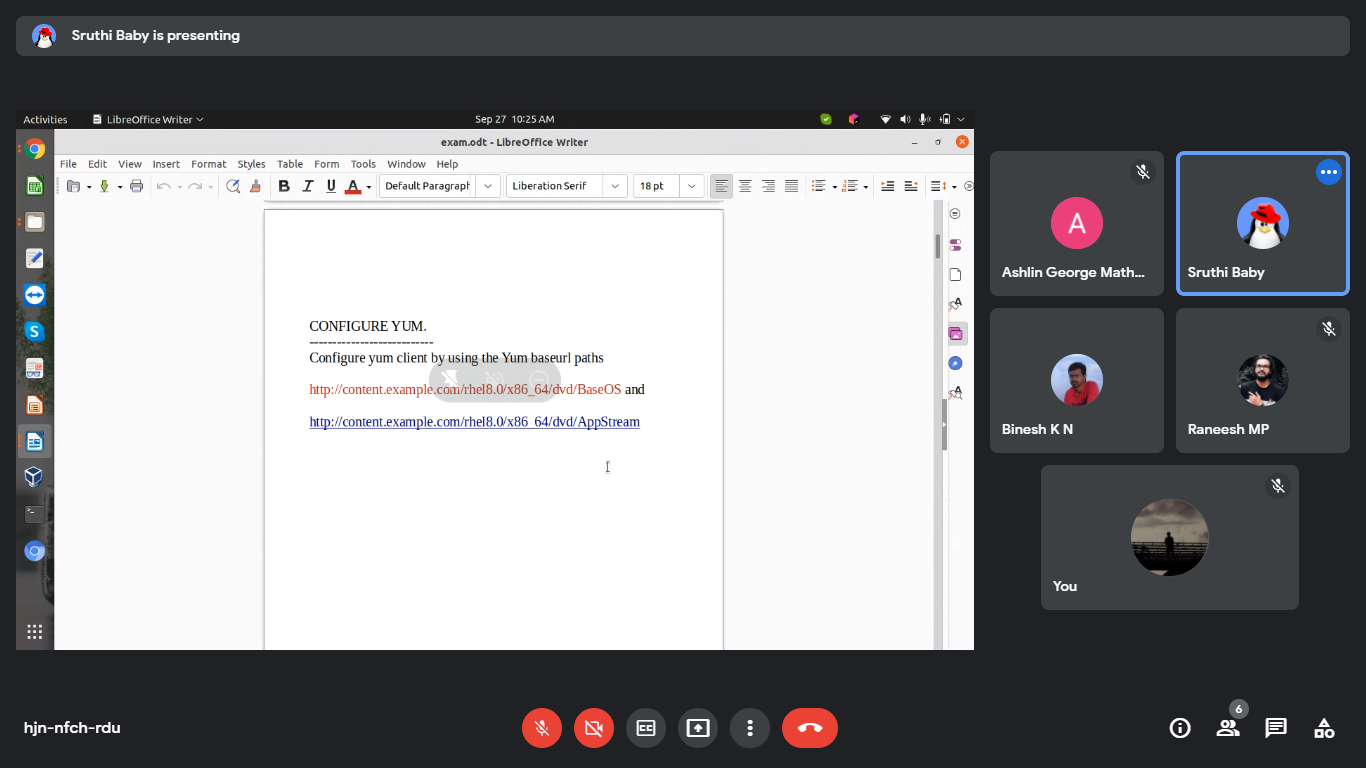 Sruthi Baby is presenting
Activities LibreOffice Writer Sep 27 10:25 AM
exam.odt - LibreOffice Writer
File Edit View Insert Format Styles Table Form Tools Window Help
B I U A Default Paragraph Liberation Serif 18 pt
CONFIGURE YUM.
--------------------------
Configure yum client by using the Yum baseurl paths
http://content.example.com/rhel8.0/x86_64/dvd/BaseOS and
http://content.example.com/rhel8.0/x86_64/dvd/AppStream
A
Ashlin George Math...
Sruthi Baby
Binesh K N
Raneesh MP
You
hjn-nfch-rdu
CC
6